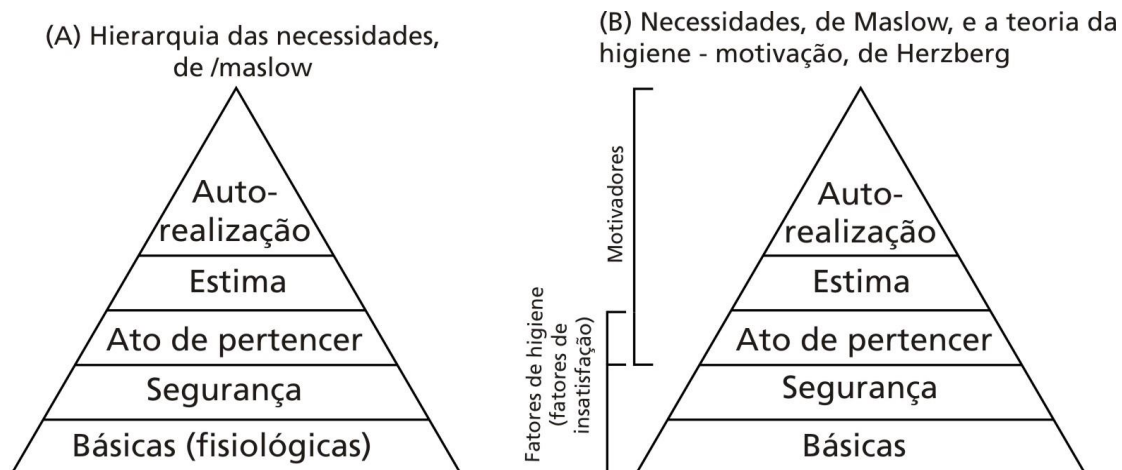 (A) Hierarquia das necessidades,
de /maslow
Auto-
realização
Estima
Ato de pertencer
Segurança
Básicas (fisiológicas)
(B) Necessidades, de Maslow, e a teoria da
higiene - motivação, de Herzberg
Motivadores
Fatores de higiene
(fatores de
insatisfação)
Auto-
realização
Estima
Ato de pertencer
Segurança
Básicas